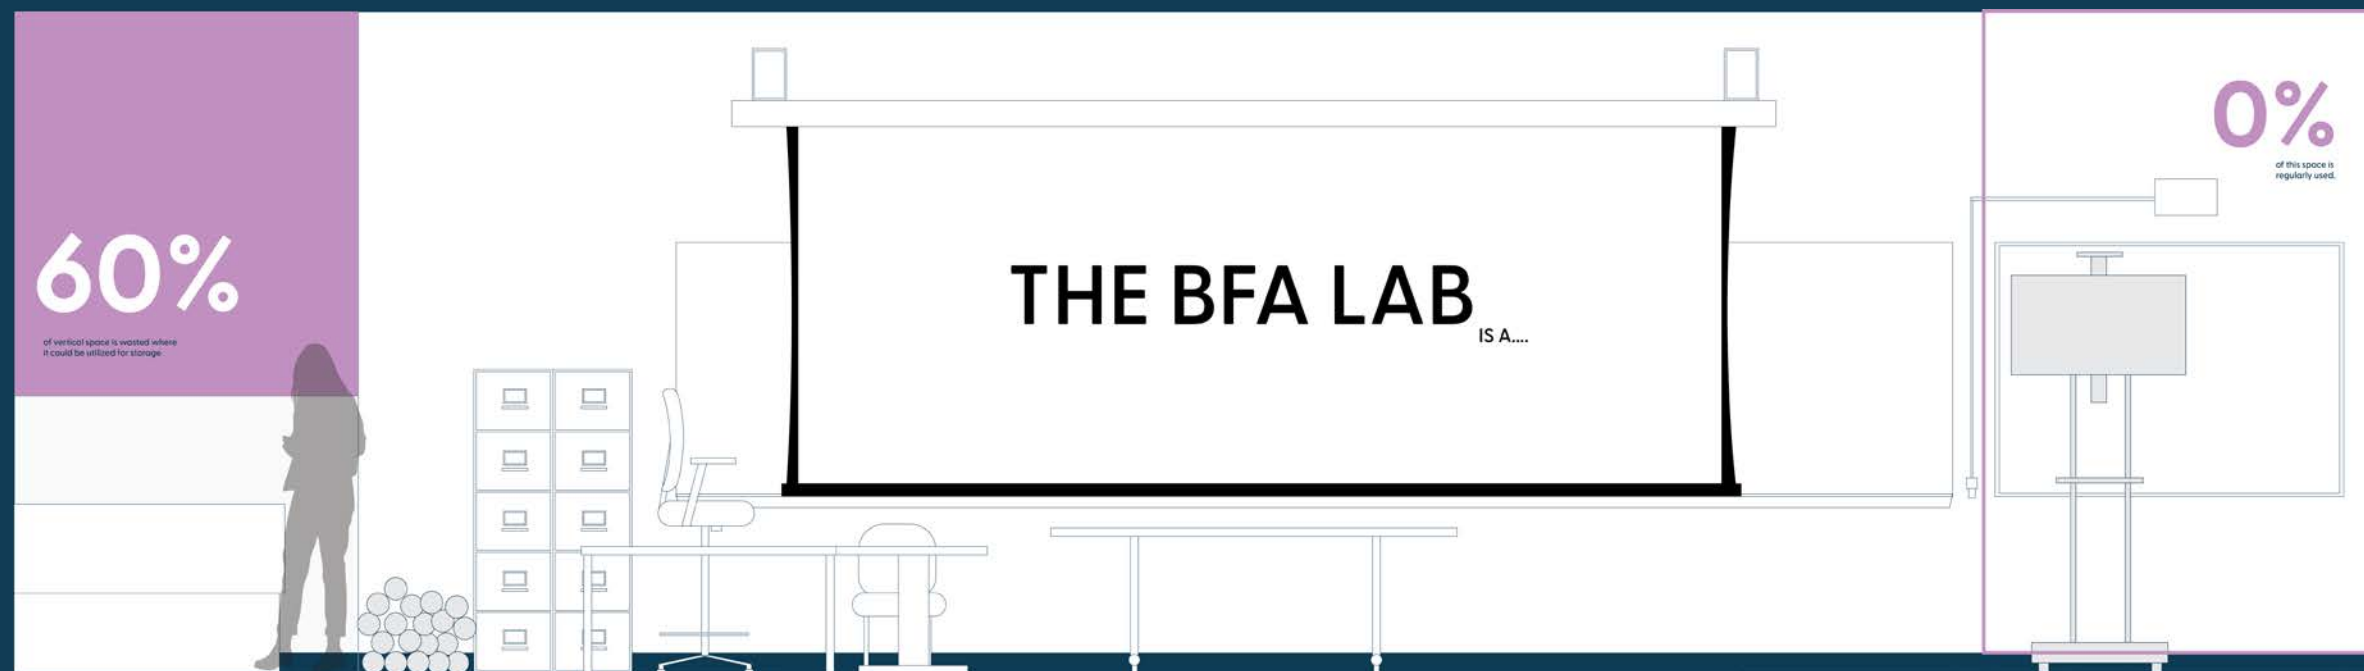 60%
of vertical space is wasted where
it could be utilized for storage
THE BFA LAB
IS A....
0%
of this space is
regularly used.